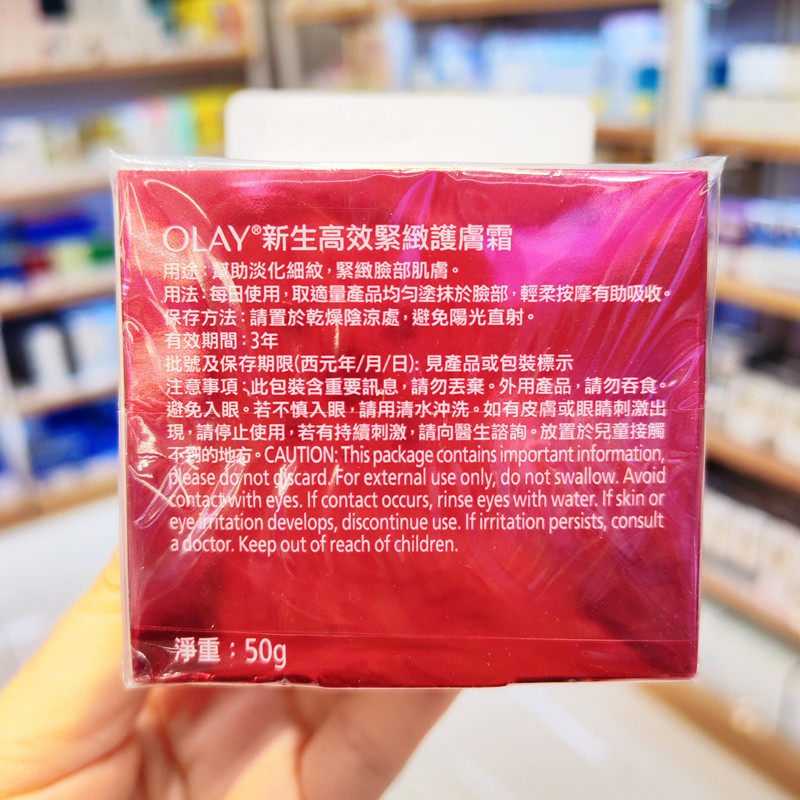 OLAY®新生高效緊緻護膚霜
用途：幫助淡化細紋，緊緻臉部肌膚。
用法：每日使用，取適量產品均勻塗抹於臉部，輕柔按摩有助吸收。
保存方法：請置於乾燥陰涼處，避免陽光直射。
有效期間：3年
批號及保存期限(西元年/月/日): 見產品或包裝標示
注意事項：此包裝含重要訊息，請勿丟棄。外用產品，請勿吞食。
避免入眼。若不慎入眼，請用清水沖洗。如有皮膚或眼睛刺激出
現，請停止使用，若有持續刺激，請向醫生諮詢。放置於兒童接觸
不到的地方。CAUTION: This package contains important information,
please do not discard. For external use only, do not swallow. Avoid
contact with eyes. If contact occurs, rinse eyes with water. If skin or
eye irritation develops, discontinue use. If irritation persists, consult
a doctor. Keep out of reach of children.
淨重：50g